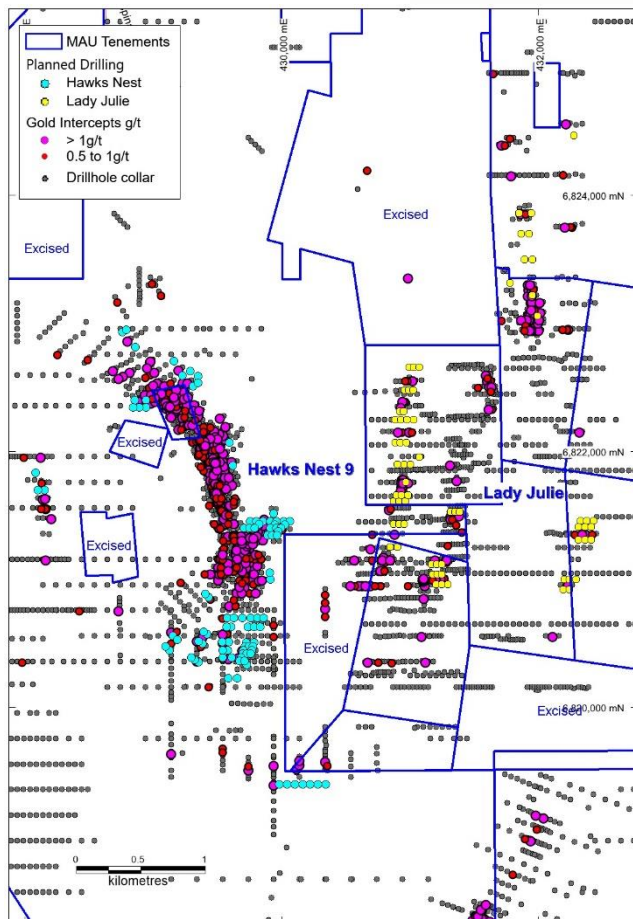 MAU Tenements
Planned Drilling
Hawks Nest
Lady Julie
Gold Intercepts g/t
> 1g/t
0.5 to 1g/t
Drillhole collar
430,000 mE
432,000 mE
6,824,000 mN
Excised
Excised
6,822,000 mN
Excised
Hawks Nest 9
Lady Julie
Excised
Excised
6,820,000 mN
Excised
0 0.5 1
kilometres